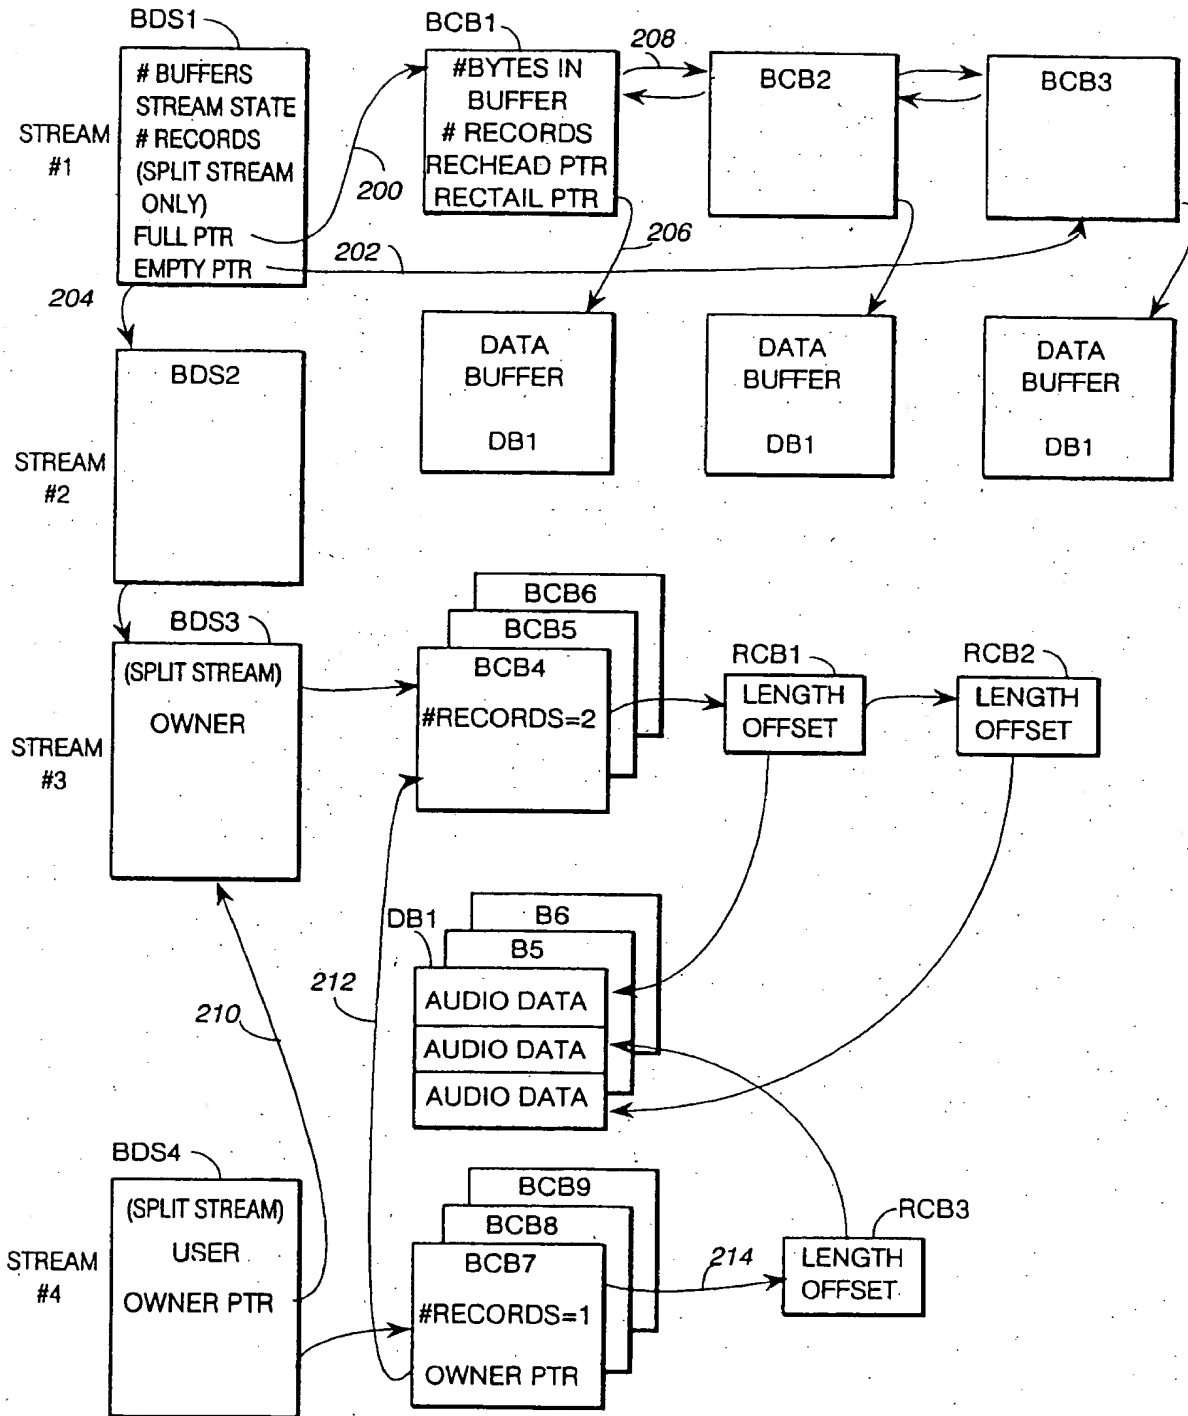 BDS1
# BUFFERS
STREAM STATE
# RECORDS
(SPLIT STREAM
ONLY)
FULL PTR
EMPTY PTR
STREAM
#1
200
202
204
BCB1
#BYTES IN
BUFFER
# RECORDS
RECHEAD PTR
RECTAIL PTR
208
206
BCB2
BCB3
DATA
BUFFER
DB1
DATA
BUFFER
DB1
DATA
BUFFER
DB1
STREAM
#2
BDS2
BDS3
(SPLIT STREAM)
OWNER
STREAM
#3
BCB6
BCB5
BCB4
#RECORDS=2
RCB1
LENGTH
OFFSET
RCB2
LENGTH
OFFSET
DB1
B6
B5
AUDIO DATA
AUDIO DATA
AUDIO DATA
210
212
BDS4
(SPLIT STREAM)
USER
OWNER PTR
STREAM
#4
BCB9
BCB8
BCB7
#RECORDS=1
OWNER PTR
214
RCB3
LENGTH
OFFSET